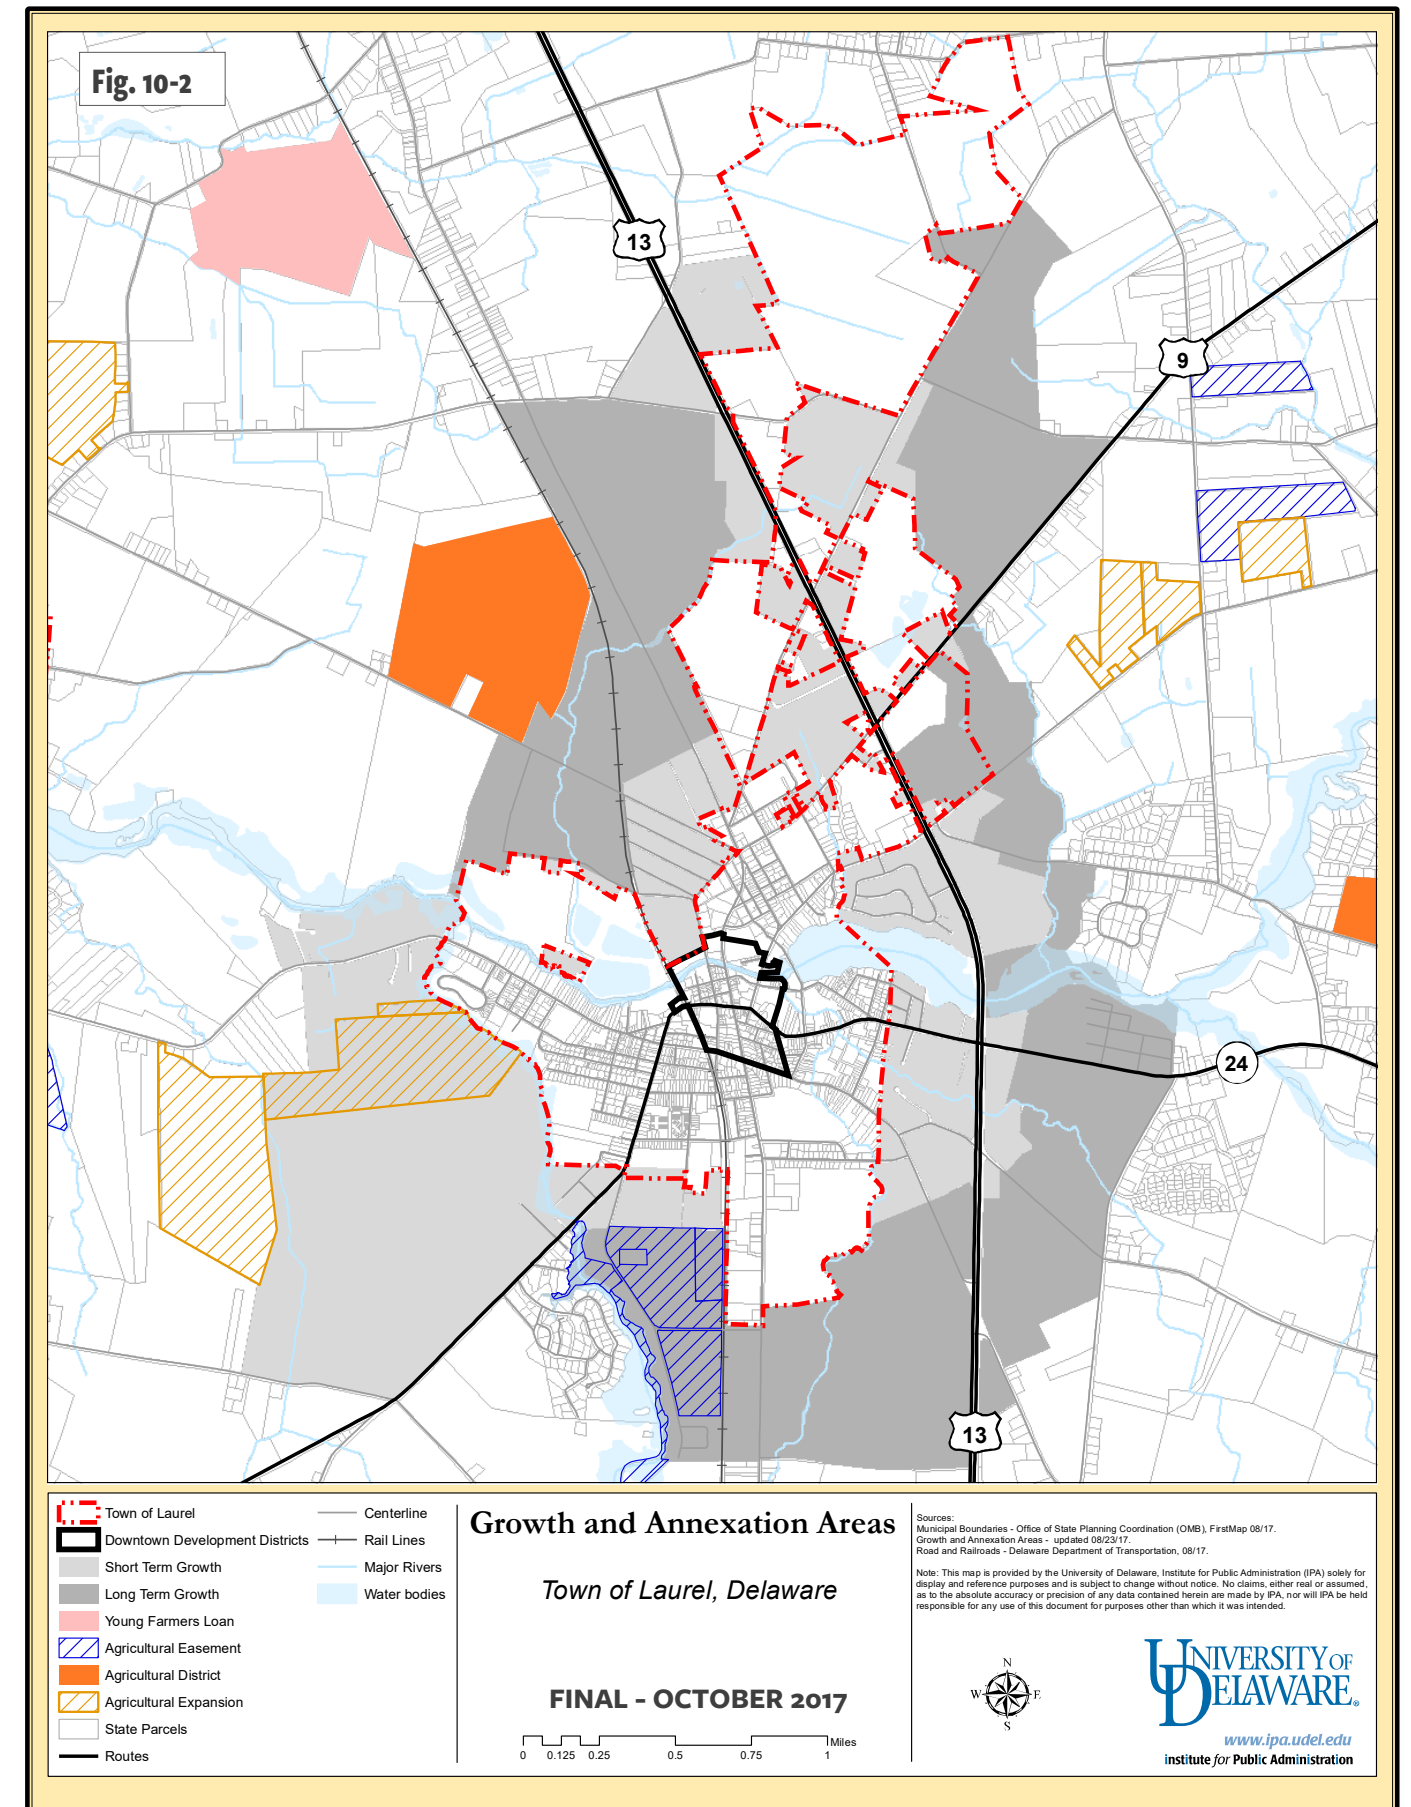 Fig. 10-2
13
9
24
13
Town of Laurel
Downtown Development Districts
Short Term Growth
Long Term Growth
Young Farmers Loan
Agricultural Easement
Agricultural District
Agricultural Expansion
State Parcels
Routes
Centerline
Rail Lines
Major Rivers
Water bodies
Growth and Annexation Areas
Town of Laurel, Delaware
FINAL - OCTOBER 2017
Miles
0 0.125 0.25 0.5 0.75 1
Sources:
Municipal Boundaries - Office of State Planning Coordination (OMB), FirstMap 08/17.
Growth and Annexation Areas - updated 08/23/17.
Road and Railroads - Delaware Department of Transportation, 08/17.
Note: This map is provided by the University of Delaware, Institute for Public Administration (IPA) solely for
display and reference purposes and is subject to change without notice. No claims, either real or assumed,
as to the absolute accuracy or precision of any data contained herein are made by IPA, nor will IPA be held
responsible for any use of this document for purposes other than which it was intended.
N
W E
S
UNIVERSITY OF
DELAWARE®
www.ipa.udel.edu
institute for Public Administration